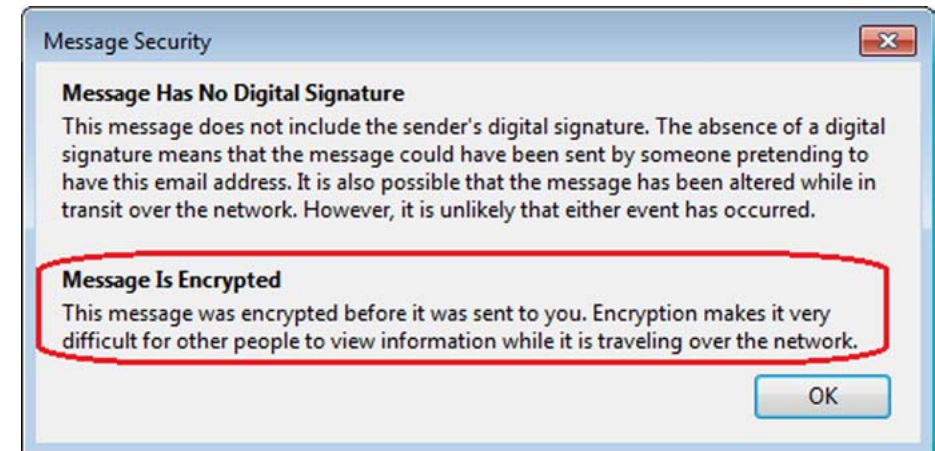 Message Security
Message Has No Digital Signature
This message does not include the sender's digital signature. The absence of a digital
signature means that the message could have been sent by someone pretending to
have this email address. It is also possible that the message has been altered while in
transit over the network. However, it is unlikely that either event has occurred.
Message Is Encrypted
This message was encrypted before it was sent to you. Encryption makes it very
difficult for other people to view information while it is traveling over the network.
OK